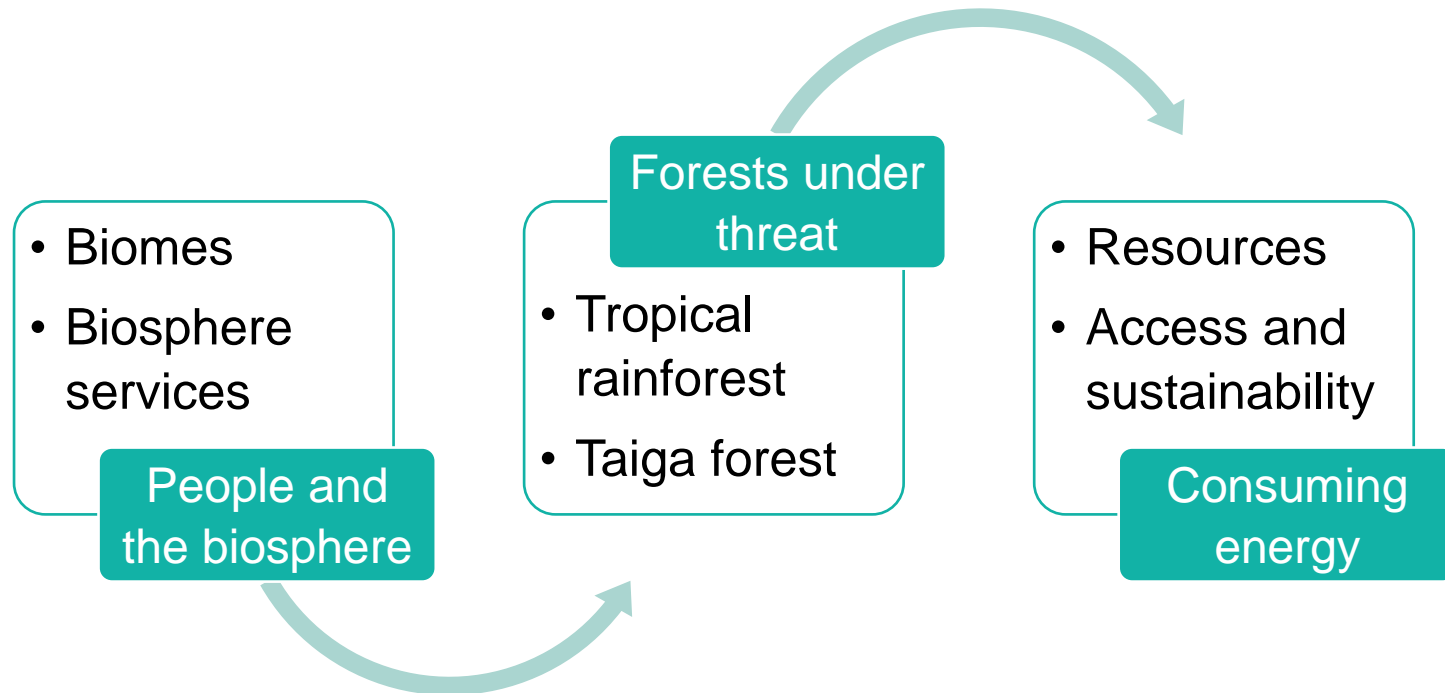 • Biomes
• Biosphere
services
People and
the biosphere
Forests under
threat
• Tropical
rainforest
• Taiga forest
• Resources
• Access and
sustainability
Consuming
energy